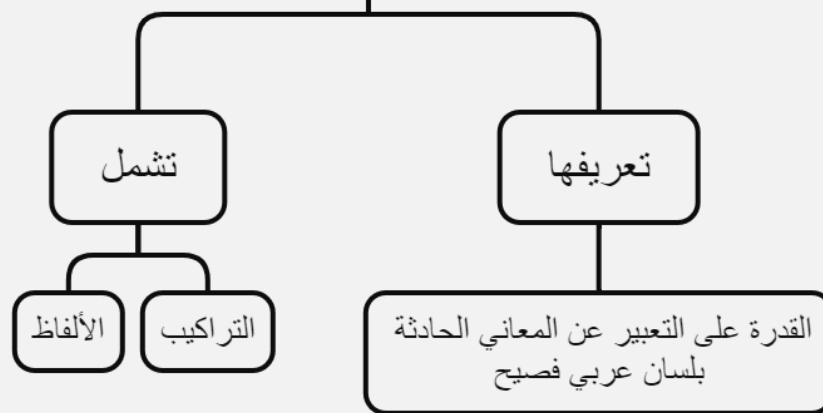 تعريفها
تشمل
القدرة على التعبير عن المعاني الحادثة
بلسان عربي فصيح
التراكيب
الألفاظ